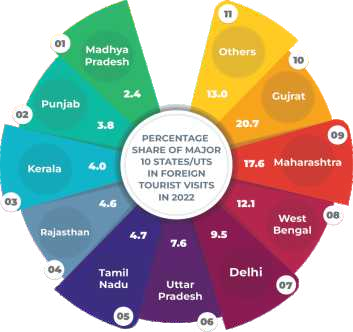 PERCENTAGE
SHARE OF MAJOR
10 STATES/UTS
IN FOREIGN
TOURIST VISITS
IN 2022
01
Madhya
Pradesh
2.4
02
Punjab
3.8
03
Kerala
4.0
04
Rajasthan
4.6
05
Tamil
Nadu
4.7
06
Uttar
Pradesh
7.6
07
Delhi
9.5
08
West
Bengal
12.1
09
Maharashtra
17.6
10
Gujrat
20.7
11
Others
13.0